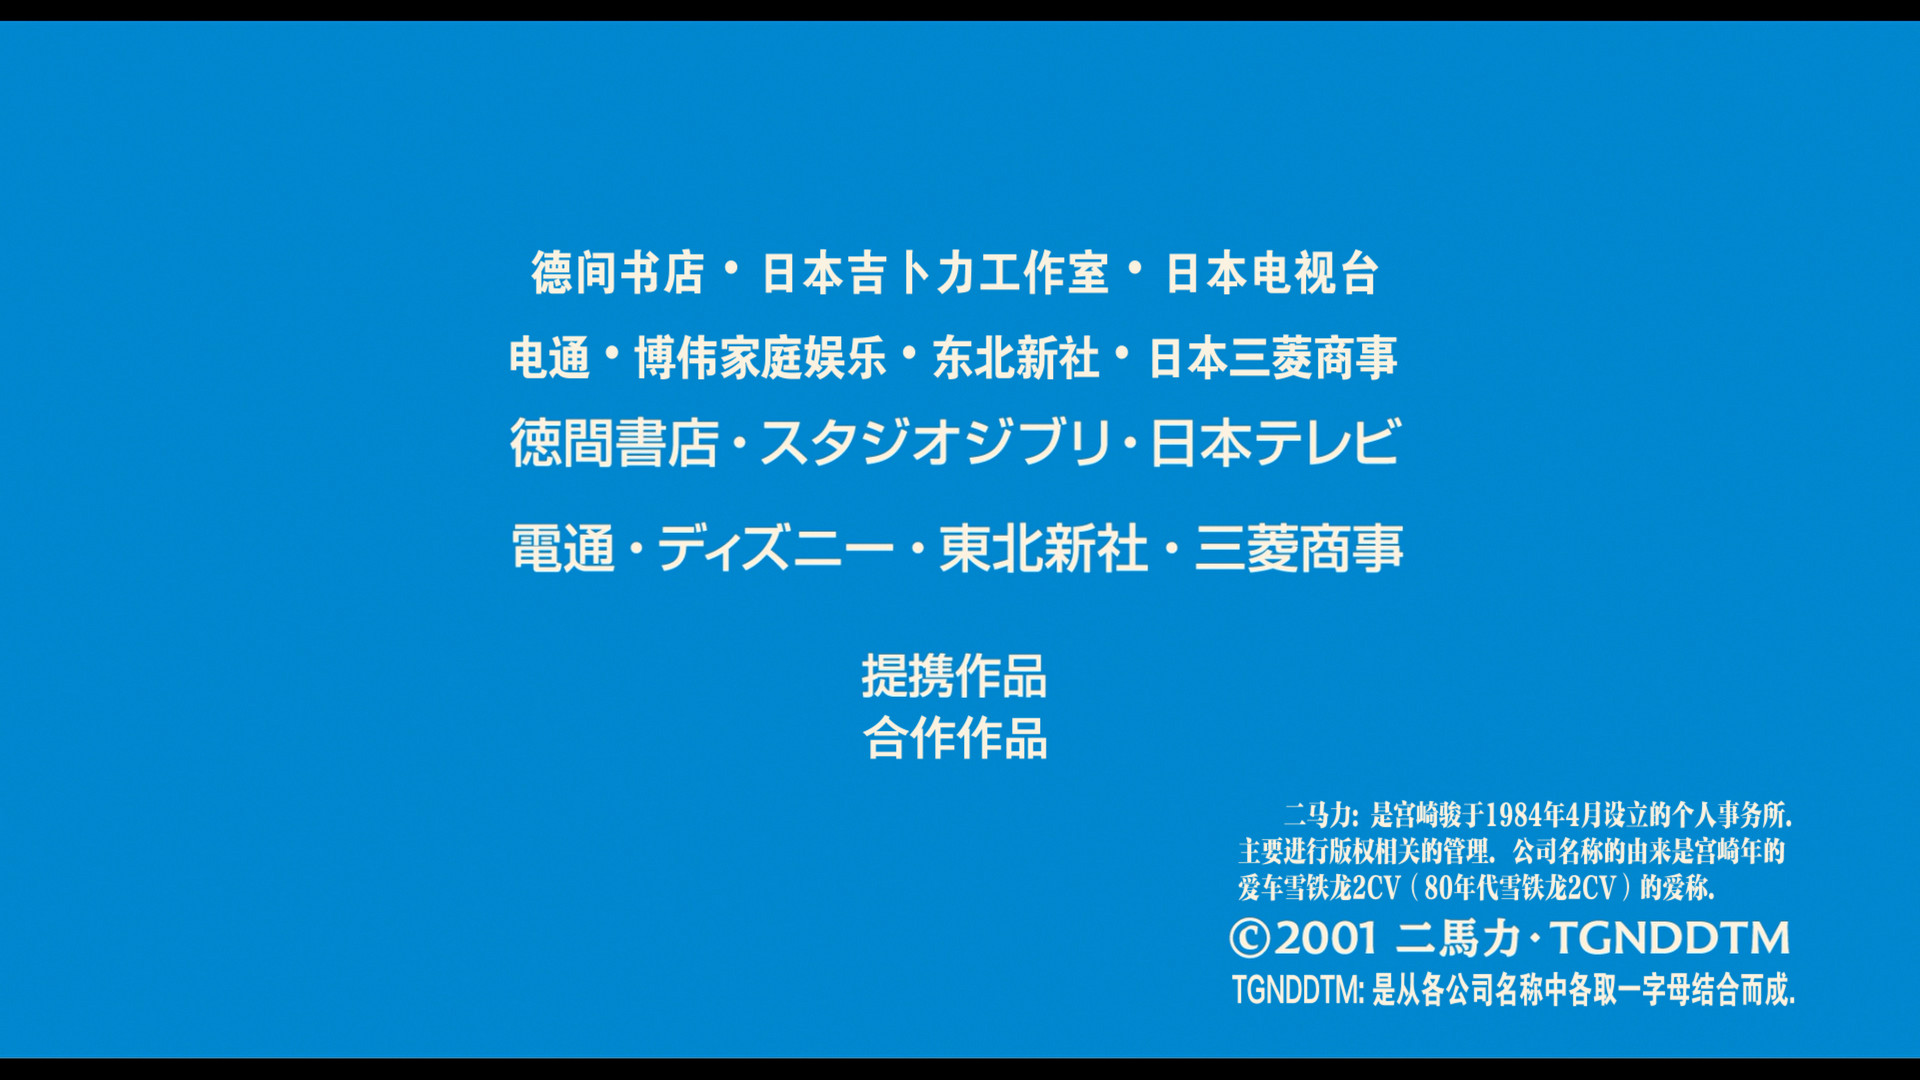 德间书店・日本吉卜力工作室・日本电视台
电通・博伟家庭娱乐・东北新社・日本三菱商事
徳間書店・スタジオジブリ・日本テレビ
電通・ディズニー・東北新社・三菱商事
提携作品
合作作品
二马力: 是宫崎骏于1984年4月设立的个人事务所.
主要进行版权相关的管理. 公司名称的由来是宫崎年的
爱车雪铁龙2CV（80年代雪铁龙2CV）的爱称.
©2001 二馬力・TGNDDTM
TGNDDTM: 是从各公司名称中各取一字母结合而成.